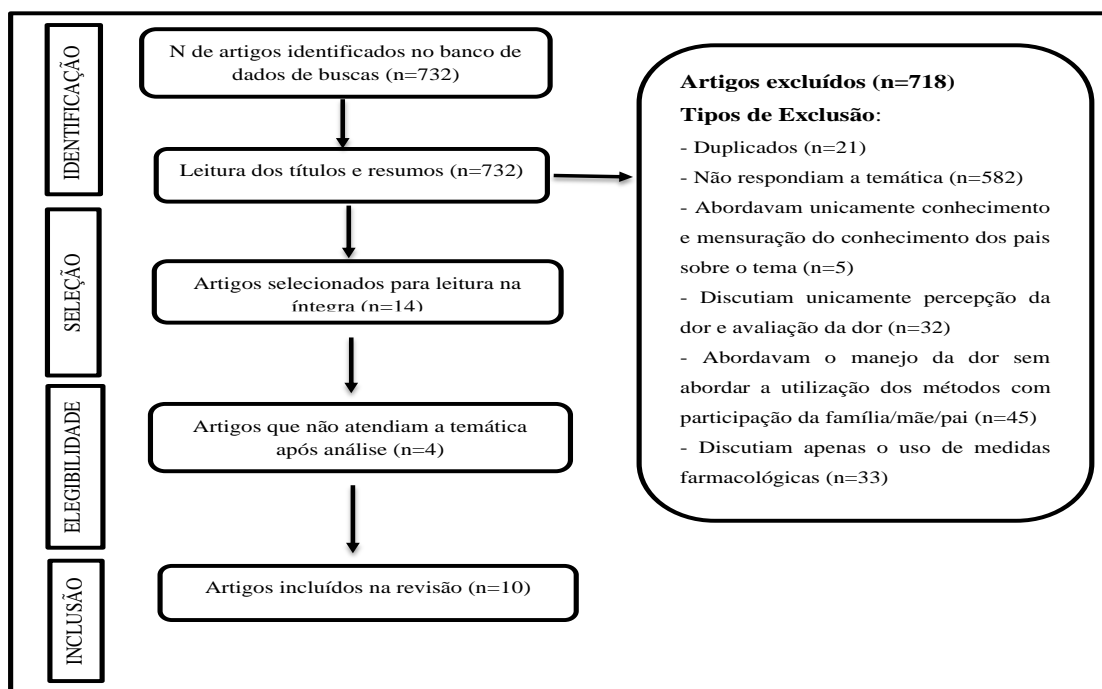 IDENTIFICAÇÃO
N de artigos identificados no banco de
dados de buscas (n=732)
Leitura dos títulos e resumos (n=732)
SELEÇÃO
Artigos selecionados para leitura na
íntegra (n=14)
ELEGIBILIDADE
Artigos que não atendiam a temática
após análise (n=4)
INCLUSÃO
Artigos incluídos na revisão (n=10)
Artigos excluídos (n=718)
Tipos de Exclusão:
- Duplicados (n=21)
- Não respondiam a temática (n=582)
- Abordavam unicamente conhecimento
e mensuração do conhecimento dos pais
sobre o tema (n=5)
- Discutiam unicamente percepção da
dor e avaliação da dor (n=32)
- Abordavam o manejo da dor sem
abordar a utilização dos métodos com
participação da família/mãe/pai (n=45)
- Discutiam apenas o uso de medidas
farmacológicas (n=33)